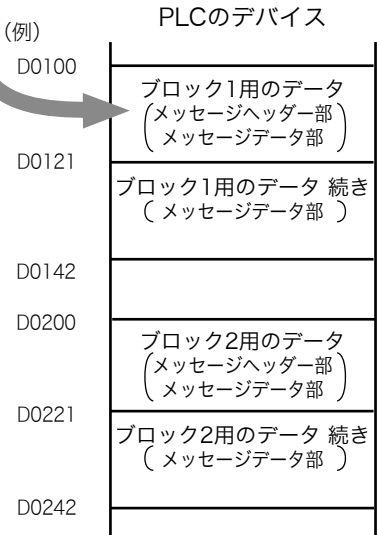 PLCのデバイス
（例）
D0100
ブロック1用のデータ
（メッセージヘッダー部
メッセージデータ部）
D0121
ブロック1用のデータ 続き
（ メッセージデータ部 ）
D0142
D0200
ブロック2用のデータ
（メッセージヘッダー部
メッセージデータ部）
D0221
ブロック2用のデータ 続き
（ メッセージデータ部 ）
D0242